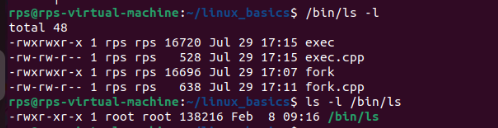 rps@rps-virtual-machine:~/linux_basics$ /bin/ls -l
total 48
-rwxrwxr-x 1 rps rps 16720 Jul 29 17:15 exec
-rw-rw-r-- 1 rps rps   528 Jul 29 17:15 exec.cpp
-rwxrwxr-x 1 rps rps 16696 Jul 29 17:07 fork
-rw-rw-r-- 1 rps rps   638 Jul 29 17:11 fork.cpp
rps@rps-virtual-machine:~/linux_basics$ ls -l /bin/ls
-rwxr-xr-x 1 root root 138216 Feb  8 09:16 /bin/ls